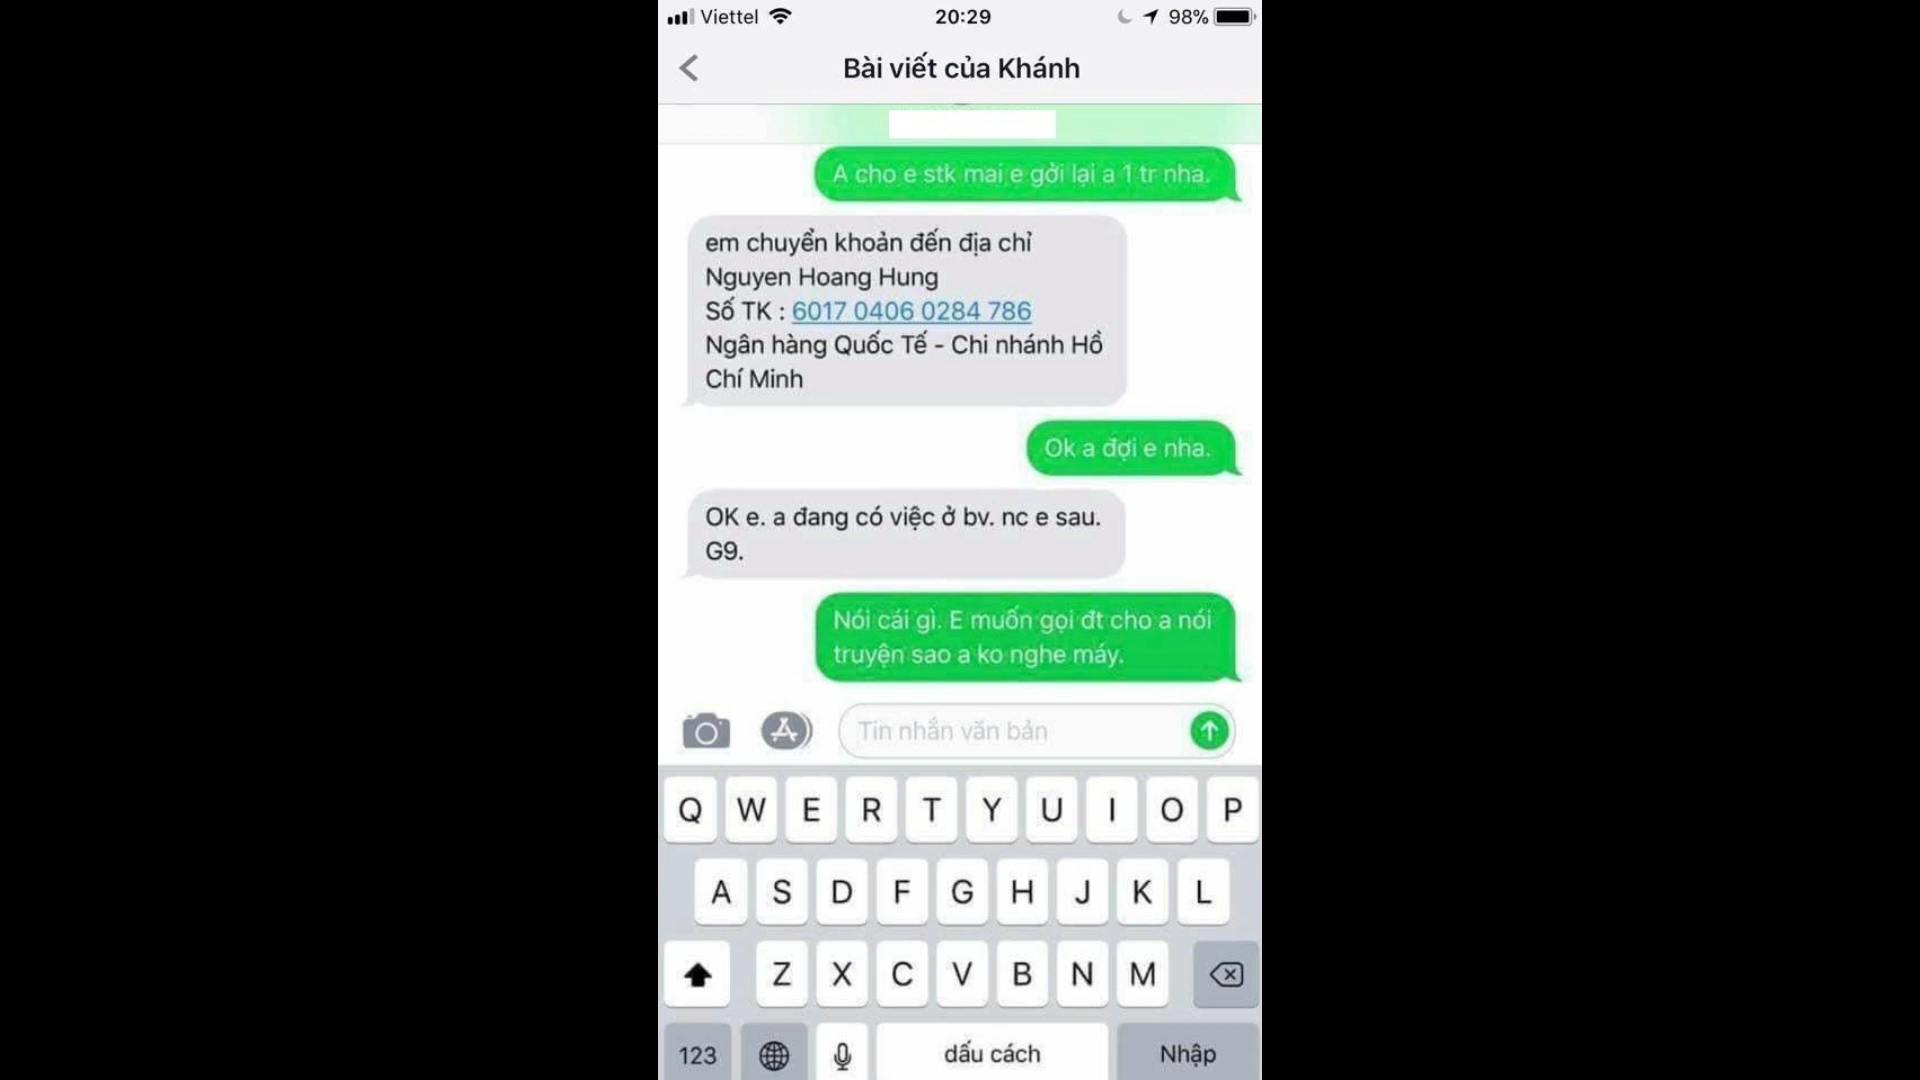 Viettel 20:29 98%
Bài viết của Khánh
A cho e stk mai e gởi lại a 1 tr nha.
em chuyển khoản đến địa chỉ
Nguyen Hoang Hung
Số TK : 6017 0406 0284 786
Ngân hàng Quốc Tế - Chi nhánh Hồ
Chí Minh
Ok a đợi e nha.
OK e. a đang có việc ở bv. nc e sau.
G9.
Nói cái gì. E muốn gọi đt cho a nói
truyện sao a ko nghe máy.
Tin nhắn văn bản
Q W E R T Y U I O P
A S D F G H J K L
Z X C V B N M
123 dấu cách Nhập